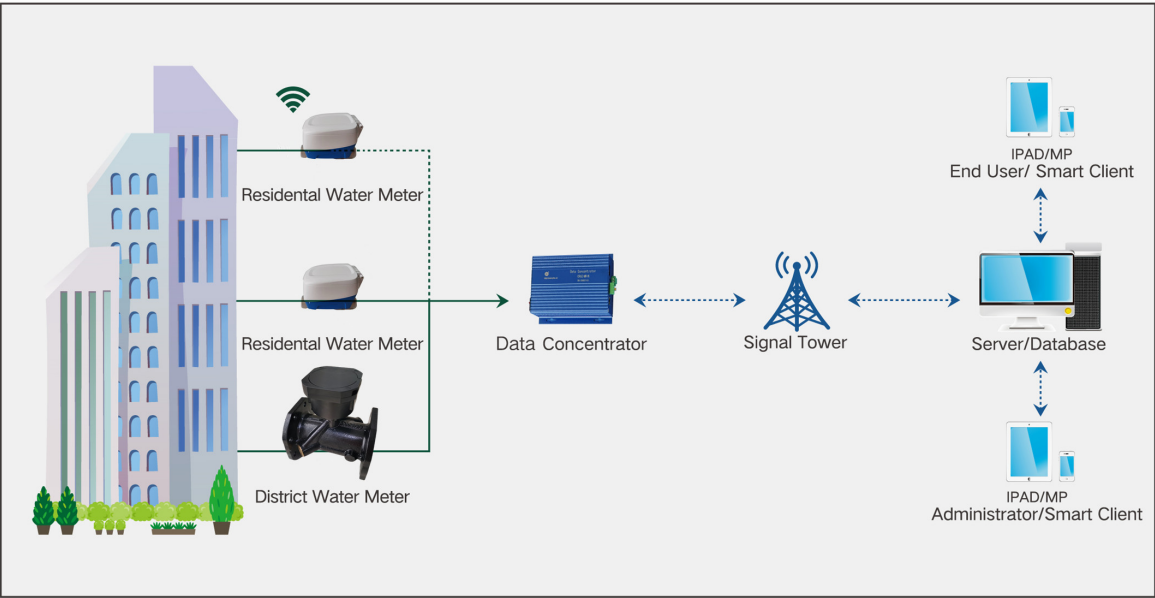 Residental Water Meter
Residental Water Meter
District Water Meter
Data Concentrator
Signal Tower
IPAD/MP
End User/ Smart Client
Server/Database
IPAD/MP
Administrator/Smart Client